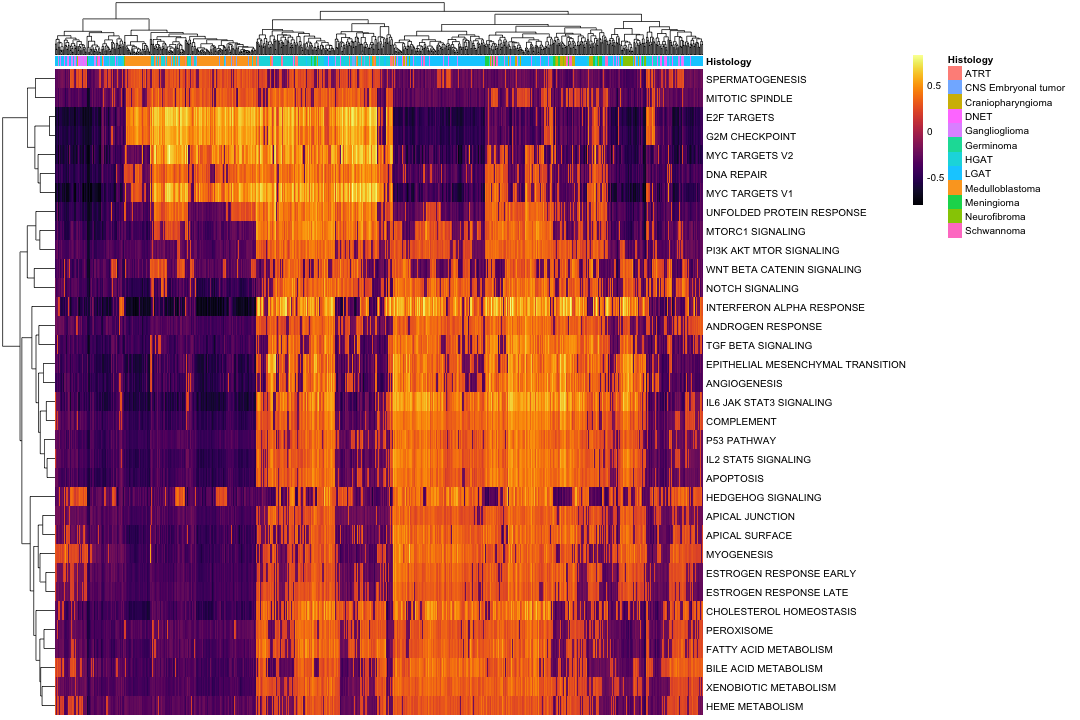 Histology
SPERMATOGENESIS
MITOTIC SPINDLE
E2F TARGETS
G2M CHECKPOINT
MYC TARGETS V2
DNA REPAIR
MYC TARGETS V1
UNFOLDED PROTEIN RESPONSE
MTORC1 SIGNALING
PI3K AKT MTOR SIGNALING
WNT BETA CATENIN SIGNALING
NOTCH SIGNALING
INTERFERON ALPHA RESPONSE
ANDROGEN RESPONSE
TGF BETA SIGNALING
EPITHELIAL MESENCHYMAL TRANSITION
ANGIOGENESIS
IL6 JAK STAT3 SIGNALING
COMPLEMENT
P53 PATHWAY
IL2 STAT5 SIGNALING
APOPTOSIS
HEDGEHOG SIGNALING
APICAL JUNCTION
APICAL SURFACE
MYOGENESIS
ESTROGEN RESPONSE EARLY
ESTROGEN RESPONSE LATE
CHOLESTEROL HOMEOSTASIS
PEROXISOME
FATTY ACID METABOLISM
BILE ACID METABOLISM
XENOBIOTIC METABOLISM
HEME METABOLISM
0.5
0
-0.5
Histology
ATRT
CNS Embryonal tumor
Craniopharyngioma
DNET
Ganglioglioma
Germinoma
HGAT
LGAT
Medulloblastoma
Meningioma
Neurofibroma
Schwannoma